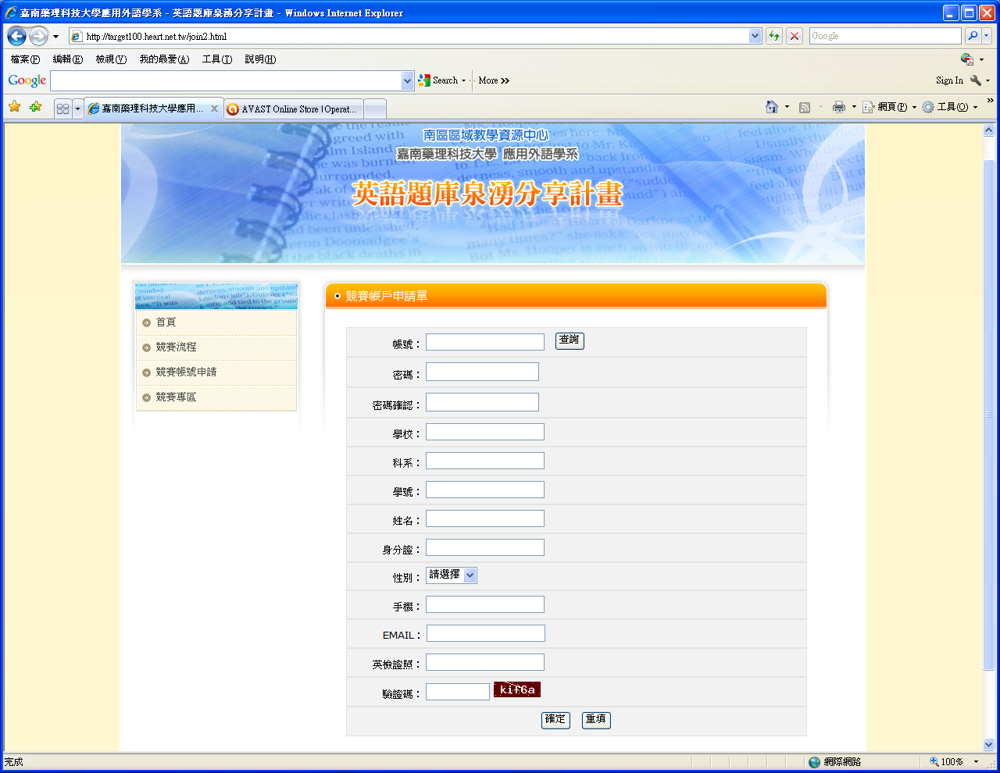 嘉南藥理科技大學應用外語學系 - 英語題庫泉湧分享計畫 - Windows Internet Explorer
http://target100.heart.net.tw/join2.html
Google
檔案(F) 編輯(E) 檢視(V) 我的最愛(A) 工具(T) 說明(H)
Google Search More Sign In
嘉南藥理科技大學應用... AVAST Online Store | Operat... 網頁(P) 工具(O)
南區區域教學資源中心
嘉南藥理科技大學 應用外語學系
英語題庫泉湧分享計畫
首頁
競賽流程
競賽帳號申請
競賽專區
競賽帳戶申請單
帳號： 查詢
密碼：
密碼確認：
學校：
科系：
學號：
姓名：
身分證：
性別： 請選擇
手機：
EMAIL：
英檢證照：
驗證碼： kif6a
確定 重填
完成 網際網路 100%